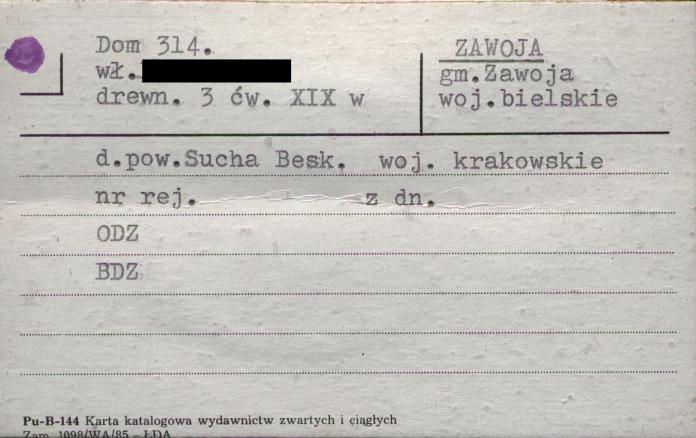 Dom 314.
wł.
drewn. 3 ćw. XIX w
ZAWOJA
gm.Zawoja
woj.bielskie
d.pow.Sucha Besk. woj. krakowskie
nr rej. z dn.
ODZ
BDZ
Pu-B-144 Karta katalogowa wydawnictw zwartych i ciągłych
Zam. 1098/WA/85 - ŁDA